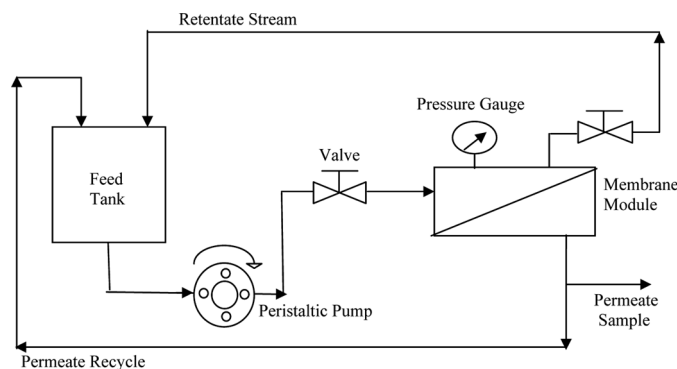 Retentate Stream
Pressure Gauge
Valve
Feed
Tank
Membrane
Module
Peristaltic Pump
Permeate
Sample
Permeate Recycle